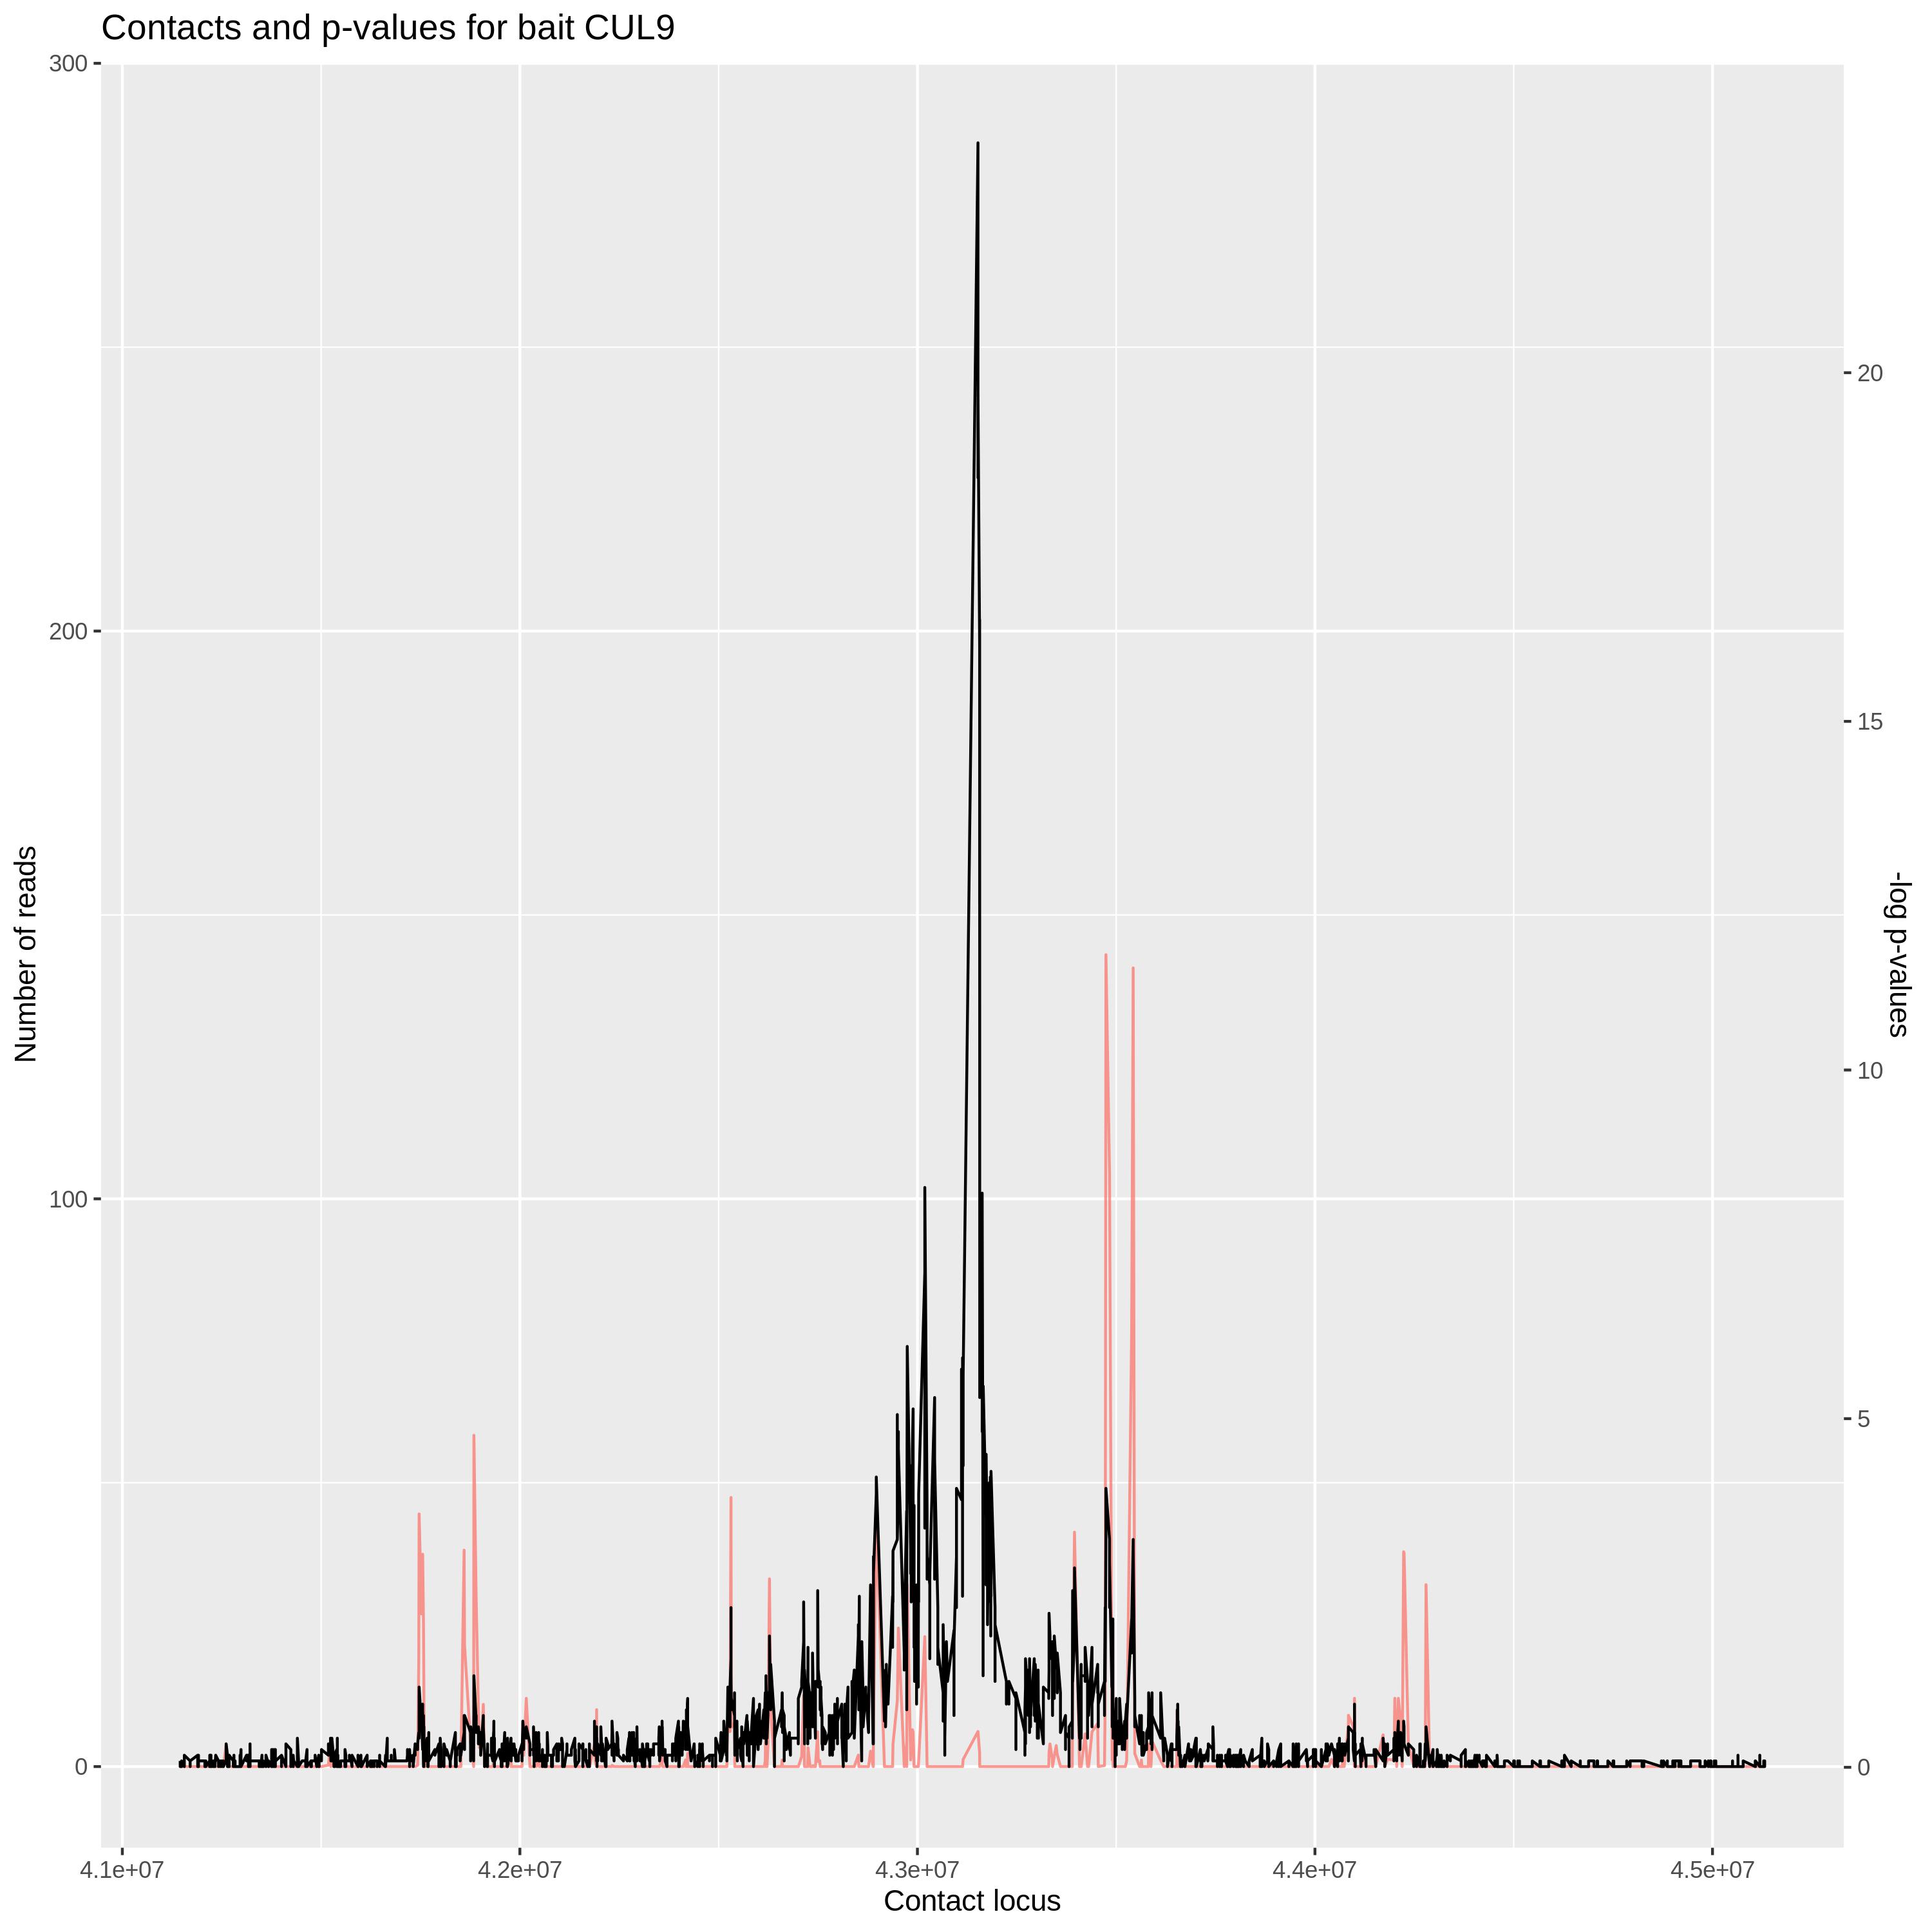 Contacts and p-values for bait CUL9
300
200
100
0
Number of reads
20
15
10
5
0
-log p-values
4.1e+07
4.2e+07
4.3e+07
4.4e+07
4.5e+07
Contact locus